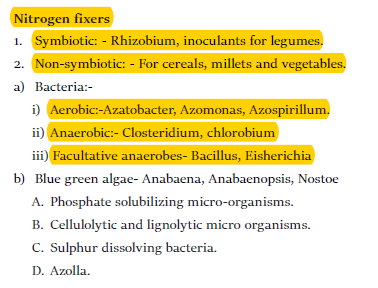 Nitrogen fixers
1. Symbiotic: - Rhizobium, inoculants for legumes.
2. Non-symbiotic: - For cereals, millets and vegetables.
a) Bacteria:-
i) Aerobic:-Azatobacter, Azomonas, Azospirillum.
ii) Anaerobic:- Closteridium, chlorobium
iii) Facultative anaerobes- Bacillus, Eisherichia
b) Blue green algae- Anabaena, Anabaenopsis, Nostoe
A. Phosphate solubilizing micro-organisms.
B. Cellulolytic and lignolytic micro organisms.
C. Sulphur dissolving bacteria.
D. Azolla.